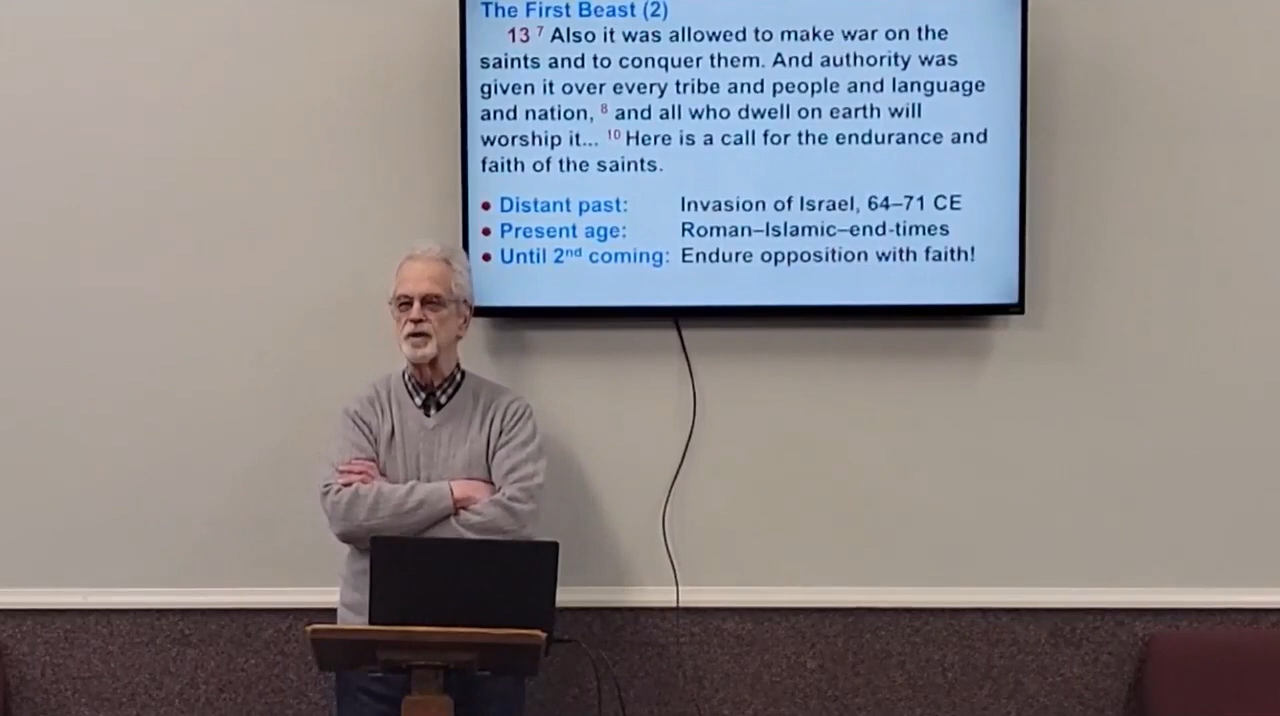 The First Beast (2)
13 7 Also it was allowed to make war on the
saints and to conquer them. And authority was
given it over every tribe and people and language
and nation, 8 and all who dwell on earth will
worship it... 10 Here is a call for the endurance and
faith of the saints.
• Distant past: Invasion of Israel, 64–71 CE
• Present age: Roman–Islamic–end-times
• Until 2nd coming: Endure opposition with faith!